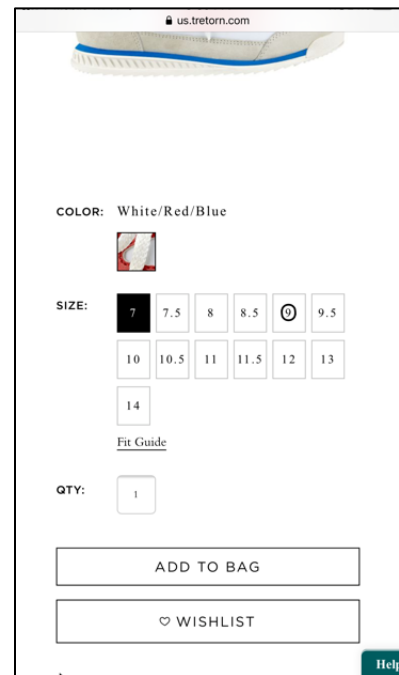 us.tretorn.com
COLOR: White/Red/Blue
SIZE: 7 7.5 8 8.5 9 9.5
10 10.5 11 11.5 12 13
14
Fit Guide
QTY: 1
ADD TO BAG
♡ WISHLIST
Help